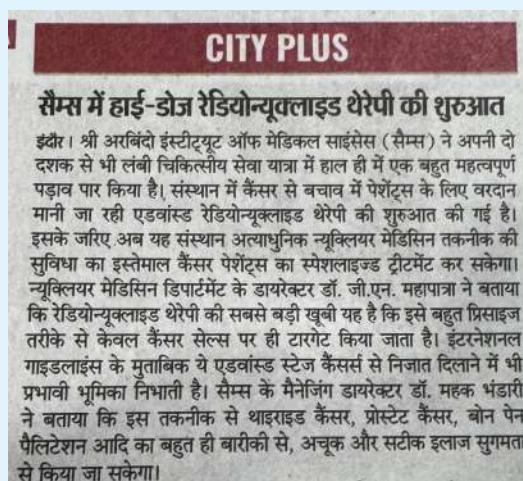 CITY PLUS
सैम्स में हाई-डोज रेडियोन्यूक्लाइड थेरेपी की शुरुआत
इंदौर। श्री अरबिंदो इंस्टीट्यूट ऑफ मेडिकल साइंसेस (सैम्स) ने अपनी दो
दशक से भी लंबी चिकित्सीय सेवा यात्रा में हाल ही में एक बहुत महत्वपूर्ण
पड़ाव पार किया है। संस्थान में कैंसर से बचाव में पेशेंट्स के लिए वरदान
मानी जा रही एडवांस्ड रेडियोन्यूक्लाइड थेरेपी की शुरुआत की गई है।
इसके जरिए अब यह संस्थान अत्याधुनिक न्यूक्लियर मेडिसिन तकनीक की
सुविधा का इस्तेमाल कैंसर पेशेंट्स का स्पेशलाइज्ड ट्रीटमेंट कर सकेगा।
न्यूक्लियर मेडिसिन डिपार्टमेंट के डायरेक्टर डॉ. जी.एन. महापात्रा ने बताया
कि रेडियोन्यूक्लाइड थेरेपी की सबसे बड़ी खूबी यह है कि इसे बहुत प्रिसाइज
तरीके से केवल कैंसर सेल्स पर ही टारगेट किया जाता है। इंटरनेशनल
गाइडलाइंस के मुताबिक ये एडवांस्ड स्टेज कैंसर्स से निजात दिलाने में भी
प्रभावी भूमिका निभाती है। सैम्स के मैनेजिंग डायरेक्टर डॉ. महक भंडारी
ने बताया कि इस तकनीक से थाइराइड कैंसर, प्रोस्टेट कैंसर, बोन पेन
पैलिटेशन आदि का बहुत ही बारीकी से, अचूक और सटीक इलाज सुगमता
से किया जा सकेगा।